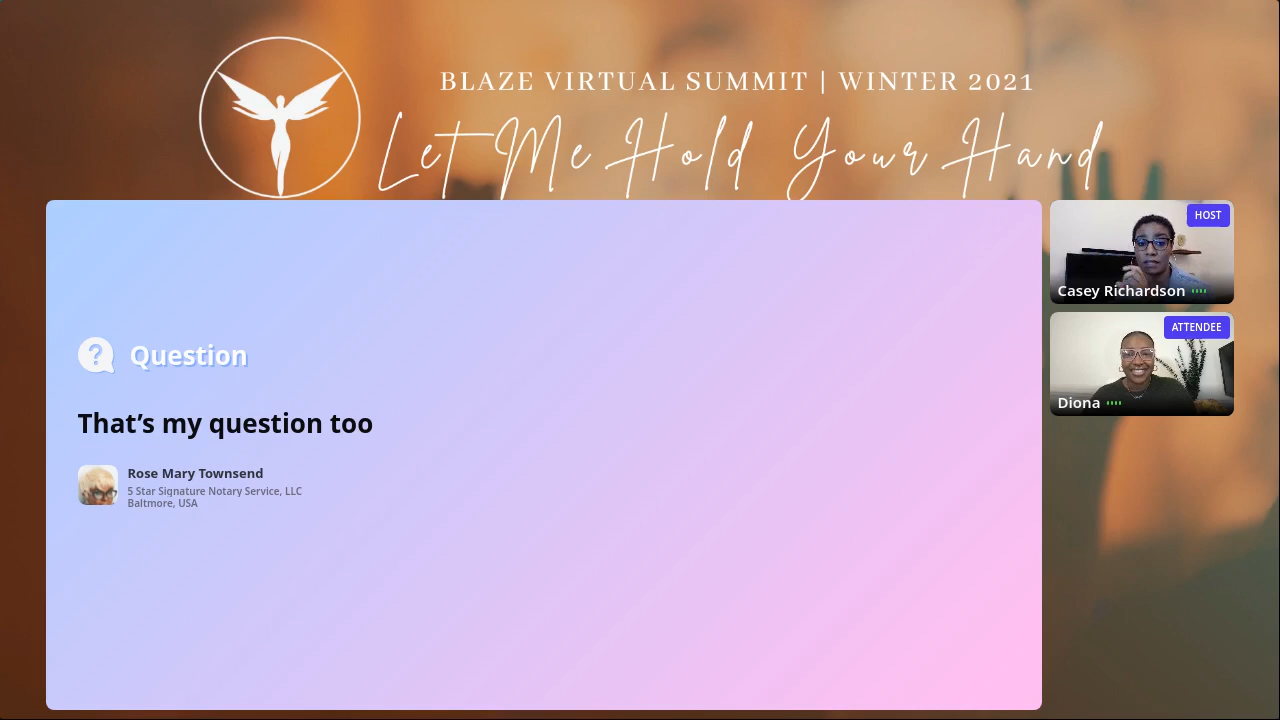 BLAZE VIRTUAL SUMMIT | WINTER 2021
Let Me Hold Your Hand
HOST
Casey Richardson
ATTENDEE
Diona
? Question
That’s my question too
Rose Mary Townsend
5 Star Signature Notary Service, LLC
Baltmore, USA